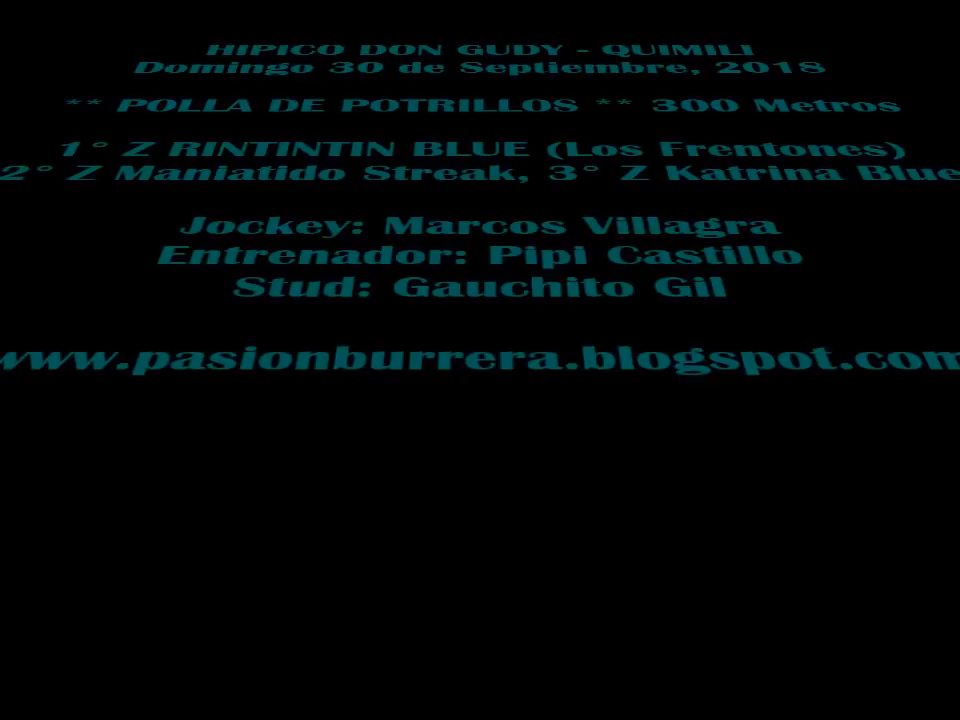 HIPICO DON GUDY - QUIMILI
Domingo 30 de Septiembre, 2018
** POLLA DE POTRILLOS ** 300 Metros
1° Z RINTINTIN BLUE (Los Frentones)
2° Z Maniatido Streak, 3° Z Katrina Blue
Jockey: Marcos Villagra
Entrenador: Pipi Castillo
Stud: Gauchito Gil
www.pasionburrera.blogspot.com